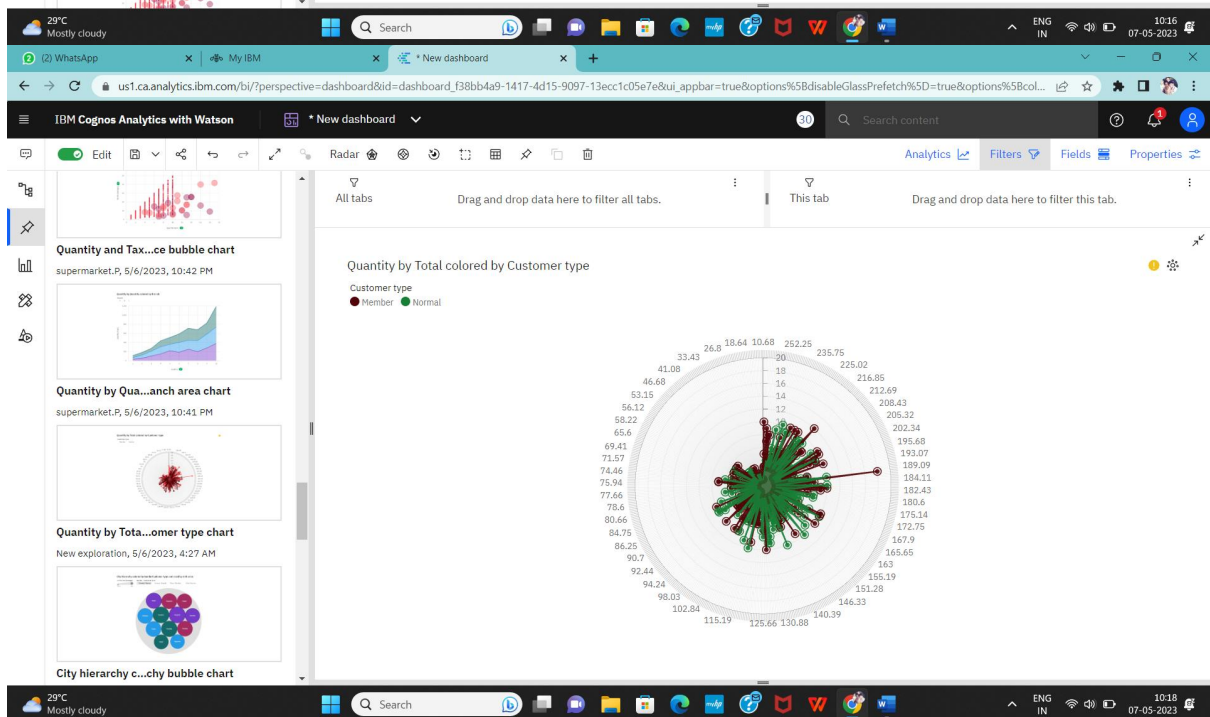 29°C
Mostly cloudy
Search
ENG
IN
10:16
07-05-2023
(2) WhatsApp
My IBM
* New dashboard
us1.ca.analytics.ibm.com/bi/?perspective=dashboard&id=dashboard_f38bb4a9-1417-4d15-9097-13ecc1c05e7e&ui_appbar=true&options%5BdisableGlassPrefetch%5D=true&options%5Bcol...
IBM Cognos Analytics with Watson
* New dashboard
30
Search content
1
Edit
Radar
Analytics
Filters
Fields
Properties
All tabs
Drag and drop data here to filter all tabs.
This tab
Drag and drop data here to filter this tab.
Quantity and Tax...ce bubble chart
supermarket.P, 5/6/2023, 10:42 PM
Quantity by Qua...anch area chart
supermarket.P, 5/6/2023, 10:41 PM
Quantity by Tota...omer type chart
New exploration, 5/6/2023, 4:27 AM
City hierarchy c...chy bubble chart
Quantity by Total colored by Customer type
Customer type
Member Normal
10.68
252.25
235.75
225.02
216.85
212.69
208.43
205.32
202.34
195.68
193.07
189.09
184.11
182.43
180.6
175.14
172.75
167.9
165.65
163
155.19
151.28
146.33
140.39
130.88
125.66
115.19
102.84
98.03
94.24
92.44
90.7
86.25
84.75
80.66
78.6
77.66
75.94
74.46
71.57
69.41
65.6
58.22
56.12
53.15
46.68
41.08
33.43
26.8
18.64
20
18
16
14
12
29°C
Mostly cloudy
Search
ENG
IN
10:18
07-05-2023